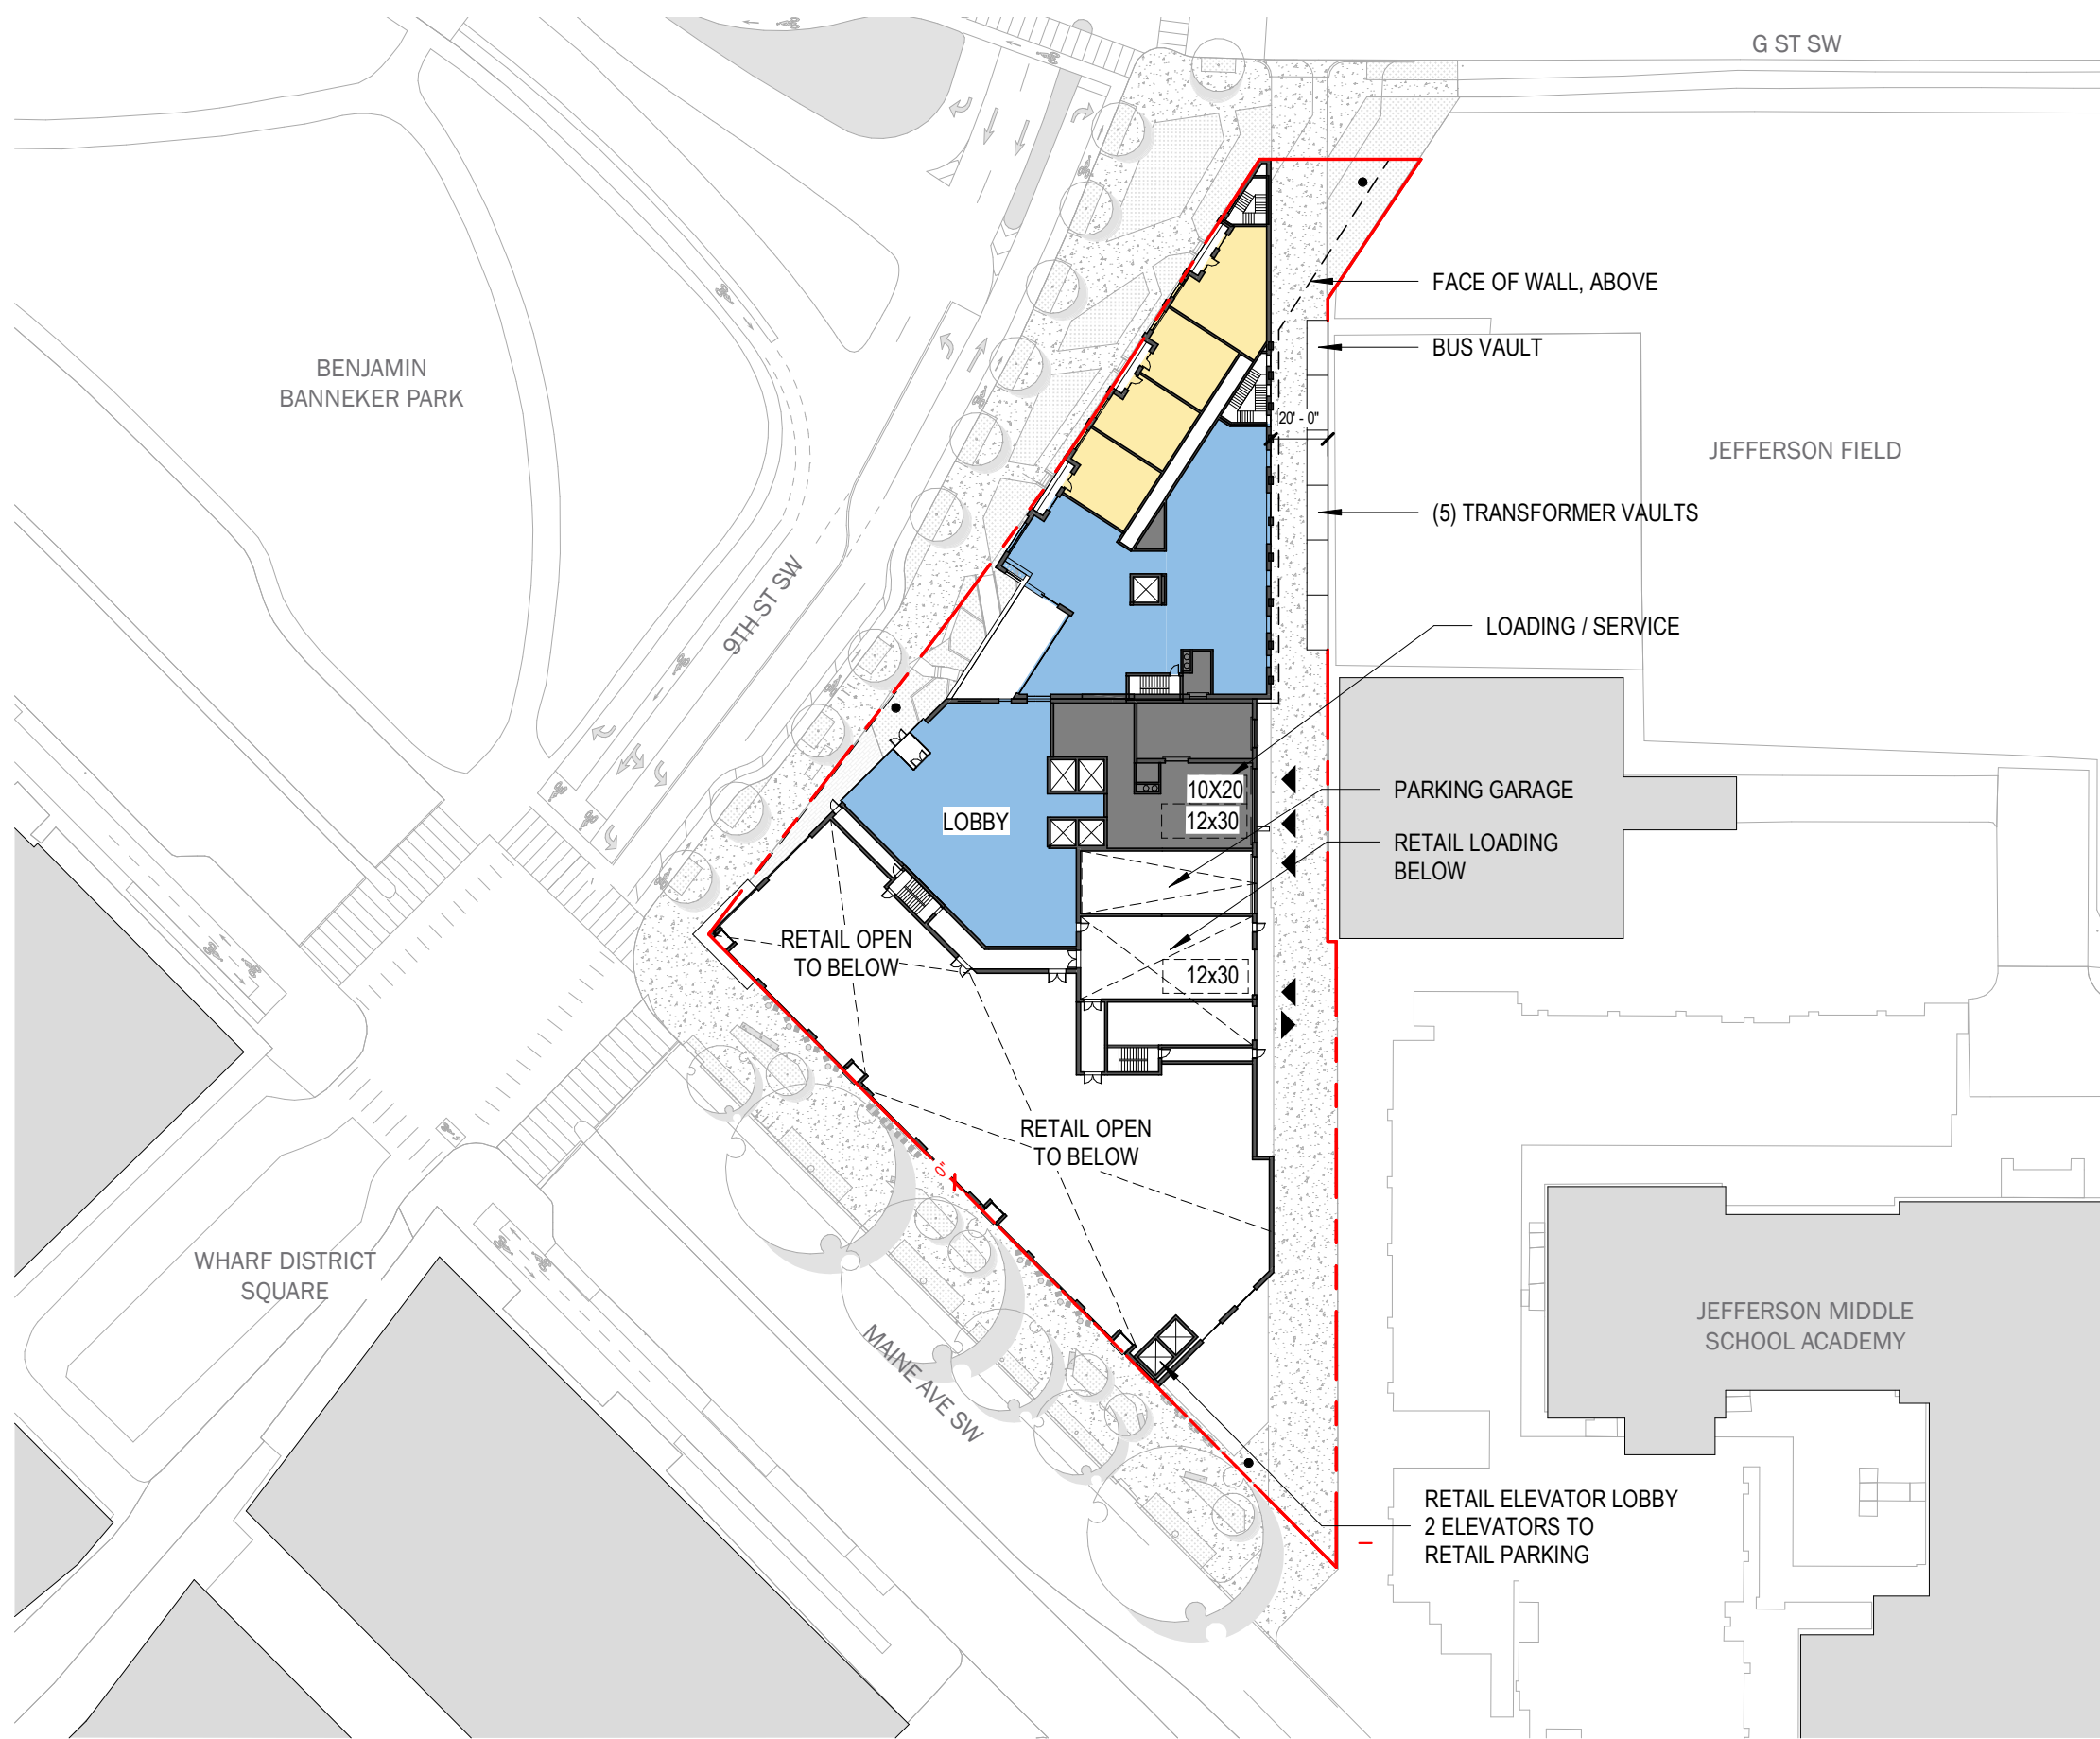 G ST SW
FACE OF WALL, ABOVE
BENJAMIN
BANNEKER PARK
BUS VAULT
20' - 0"
JEFFERSON FIELD
(5) TRANSFORMER VAULTS
9TH ST SW
LOADING / SERVICE
10X20
12x30
LOBBY
PARKING GARAGE
RETAIL LOADING
BELOW
RETAIL OPEN
TO BELOW
12x30
RETAIL OPEN
TO BELOW
0"
WHARF DISTRICT
SQUARE
MAINE AVE SW
JEFFERSON MIDDLE
SCHOOL ACADEMY
RETAIL ELEVATOR LOBBY
2 ELEVATORS TO
RETAIL PARKING